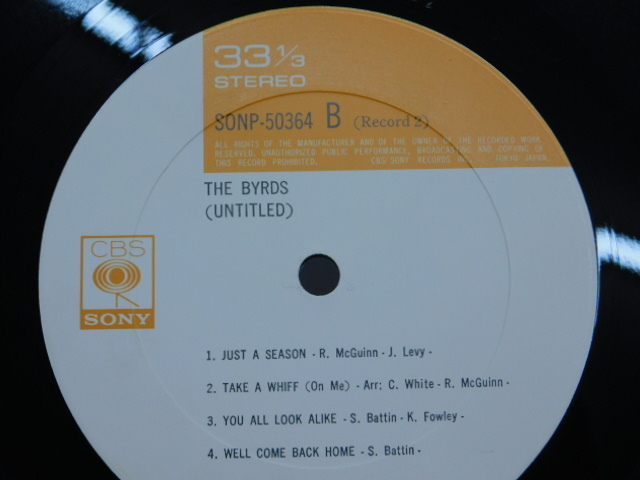 33 1/3
STEREO
SONP-50364 B (Record 2)
ALL RIGHTS OF THE MANUFACTURER AND OF THE OWNER OF THE RECORDED WORK
RESERVED. UNAUTHORIZED PUBLIC PERFORMANCE, BROADCASTING AND COPYING OF
THIS RECORD PROHIBITED. CBS/SONY RECORDS TOKYO JAPAN
THE BYRDS
(UNTITLED)
CBS
SONY
1. JUST A SEASON - R. McGuinn - J. Levy -
2. TAKE A WHIFF (On Me) - Arr: C. White - R. McGuinn -
3. YOU ALL LOOK ALIKE - S. Battin - K. Fowley -
4. WELL COME BACK HOME - S. Battin -